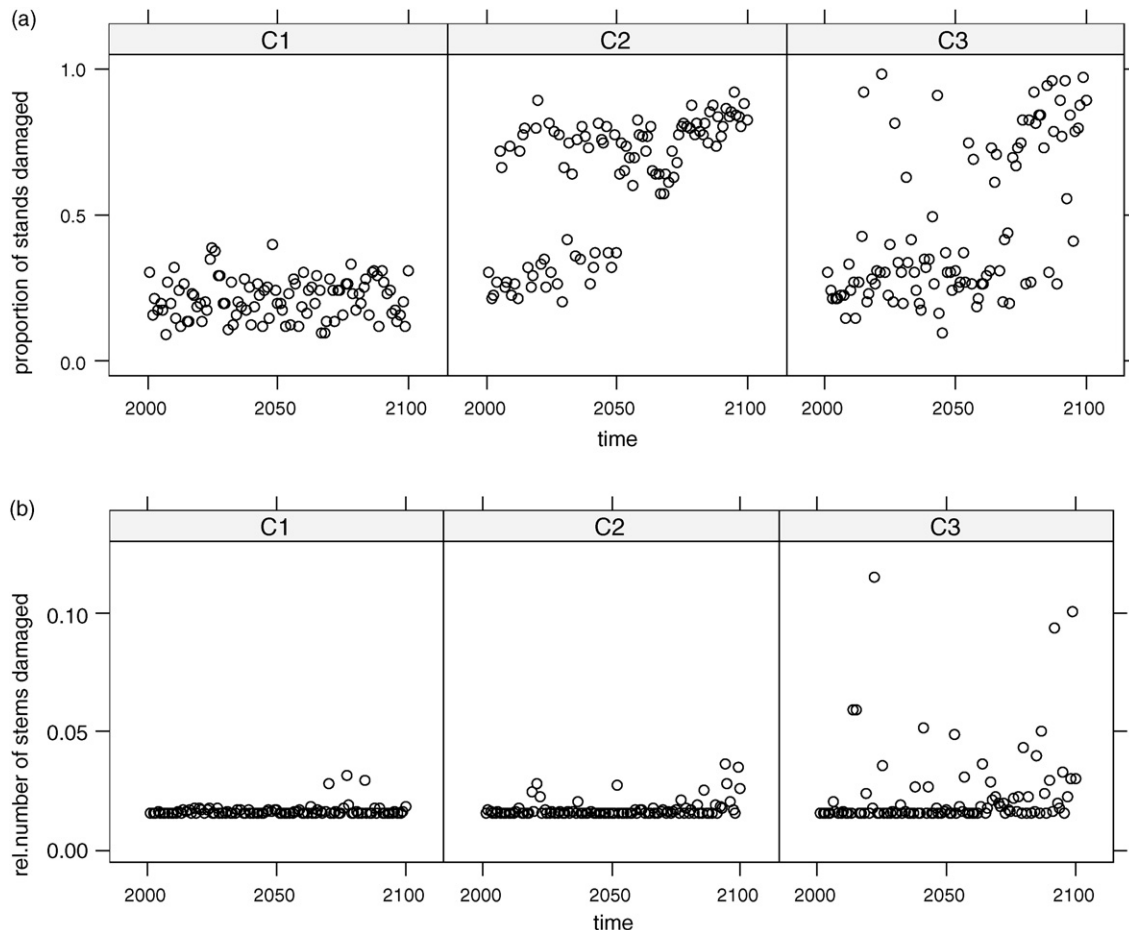 (a)
C1 C2 C3
1.0
0.5
0.0
proportion of stands damaged
2000 2050 2100 2000 2050 2100 2000 2050 2100
time
(b)
C1 C2 C3
0.10
0.05
0.00
rel.number of stems damaged
2000 2050 2100 2000 2050 2100 2000 2050 2100
time